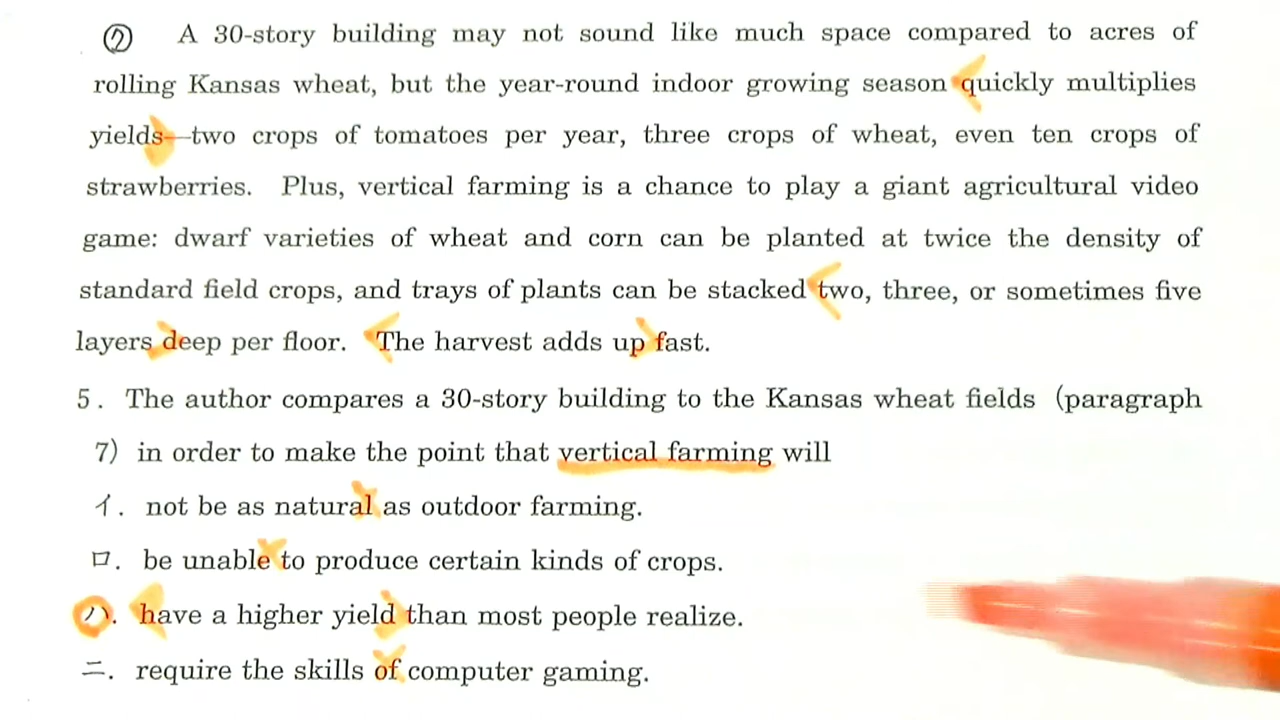 ⑦ A 30-story building may not sound like much space compared to acres of
rolling Kansas wheat, but the year-round indoor growing season quickly multiplies
yields—two crops of tomatoes per year, three crops of wheat, even ten crops of
strawberries. Plus, vertical farming is a chance to play a giant agricultural video
game: dwarf varieties of wheat and corn can be planted at twice the density of
standard field crops, and trays of plants can be stacked two, three, or sometimes five
layers deep per floor. The harvest adds up fast.
5. The author compares a 30-story building to the Kansas wheat fields (paragraph
7) in order to make the point that vertical farming will
イ. not be as natural as outdoor farming.
ロ. be unable to produce certain kinds of crops.
ハ. have a higher yield than most people realize.
ニ. require the skills of computer gaming.